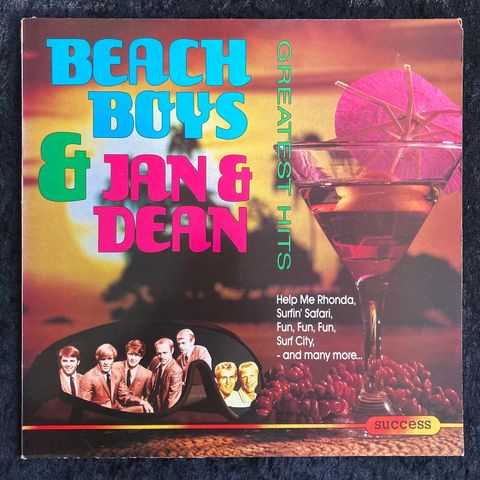 BEACH
BOYS
& JAN &
DEAN
GREATEST HITS
Help Me Rhonda,
Surfin' Safari,
Fun, Fun, Fun,
Surf City,
- and many more...
success